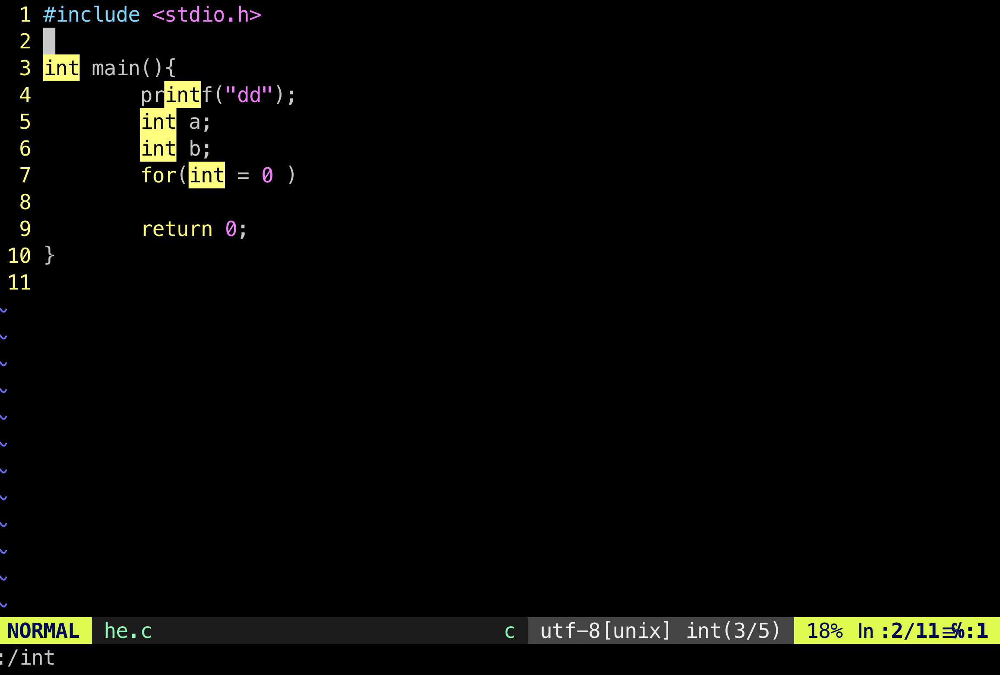 1 #include <stdio.h>
2
3 int main(){
4         printf("dd");
5         int a;
6         int b;
7         for(int = 0 )
8
9         return 0;
10 }
11
~
~
~
~
~
~
~
~
~
~
~
~
NORMAL he.c c utf-8[unix] int(3/5) 18% ln :2/11≡℅:1
:/int